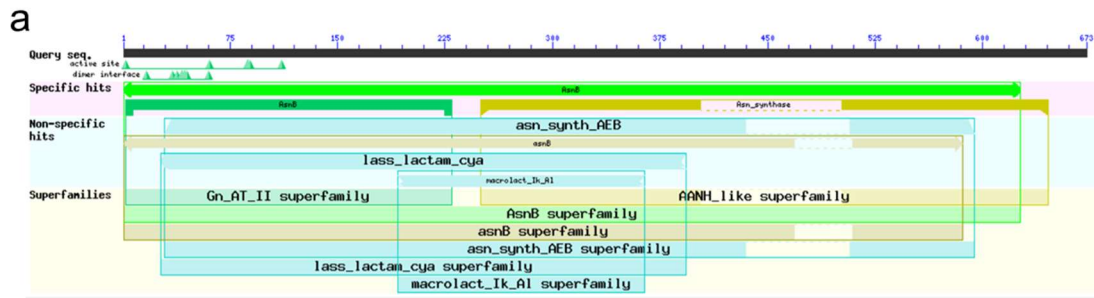 a
1 75 150 225 300 375 450 525 600 673
Query seq.
active site
dimer interface
Specific hits
AsnB
AsnB Asn_synthase
Non-specific
hits
asn_synth_AEB
asnB
lass_lactam_cya
macrolact_Ik_Al
Superfamilies
Gn_AT_II superfamily AANH_like superfamily
AsnB superfamily
asnB superfamily
asn_synth_AEB superfamily
lass_lactam_cya superfamily
macrolact_Ik_Al superfamily